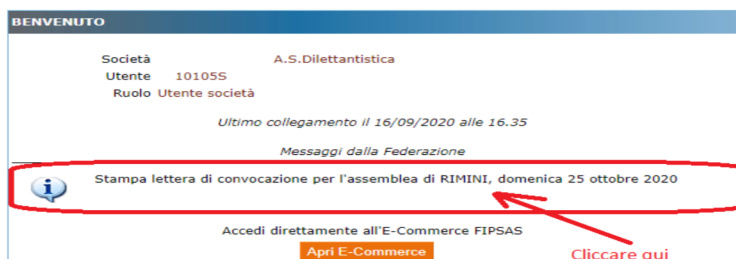 BENVENUTO
Società A.S.Dilettantistica
Utente 10105S
Ruolo Utente società
Ultimo collegamento il 16/09/2020 alle 16.35
Messaggi dalla Federazione
Stampa lettera di convocazione per l'assemblea di RIMINI, domenica 25 ottobre 2020
Accedi direttamente all'E-Commerce FIPSAS
Apri E-Commerce
Cliccare qui